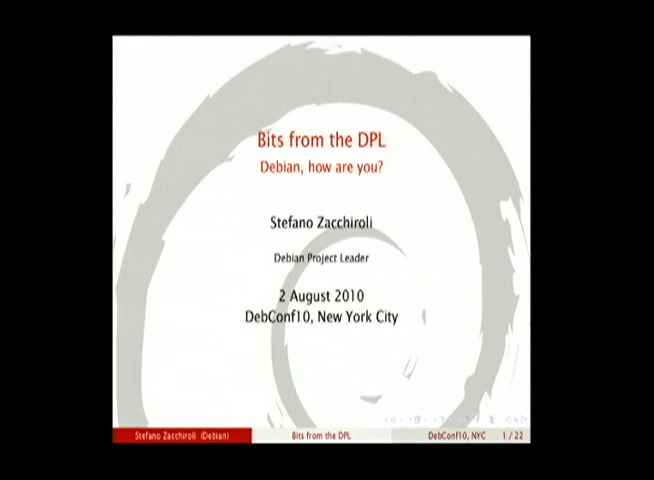 Bits from the DPL
Debian, how are you?
Stefano Zacchiroli
Debian Project Leader
2 August 2010
DebConf10, New York City
Stefano Zacchiroli (Debian) Bits from the DPL DebConf10, NYC 1 / 22